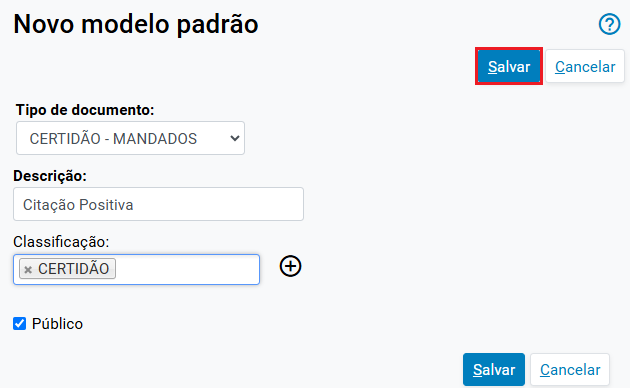 Novo modelo padrão
Salvar Cancelar
Tipo de documento:
CERTIDÃO - MANDADOS
Descrição:
Citação Positiva
Classificação:
× CERTIDÃO
Público
Salvar Cancelar